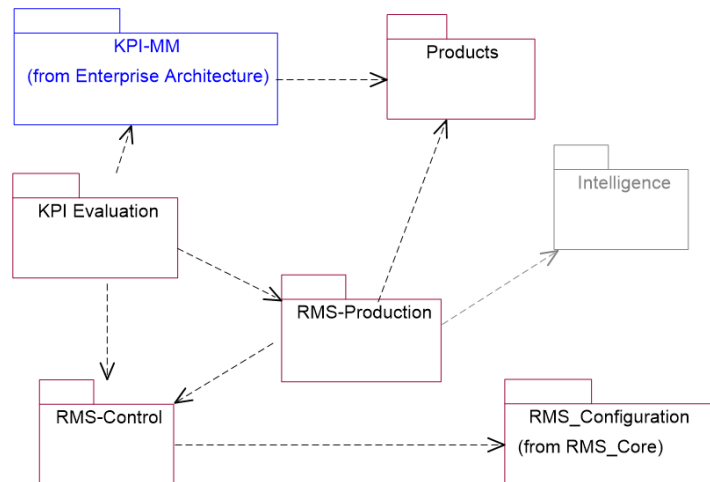 KPI-MM
(from Enterprise Architecture)
Products
Intelligence
KPI Evaluation
RMS-Production
RMS-Control
RMS_Configuration
(from RMS_Core)